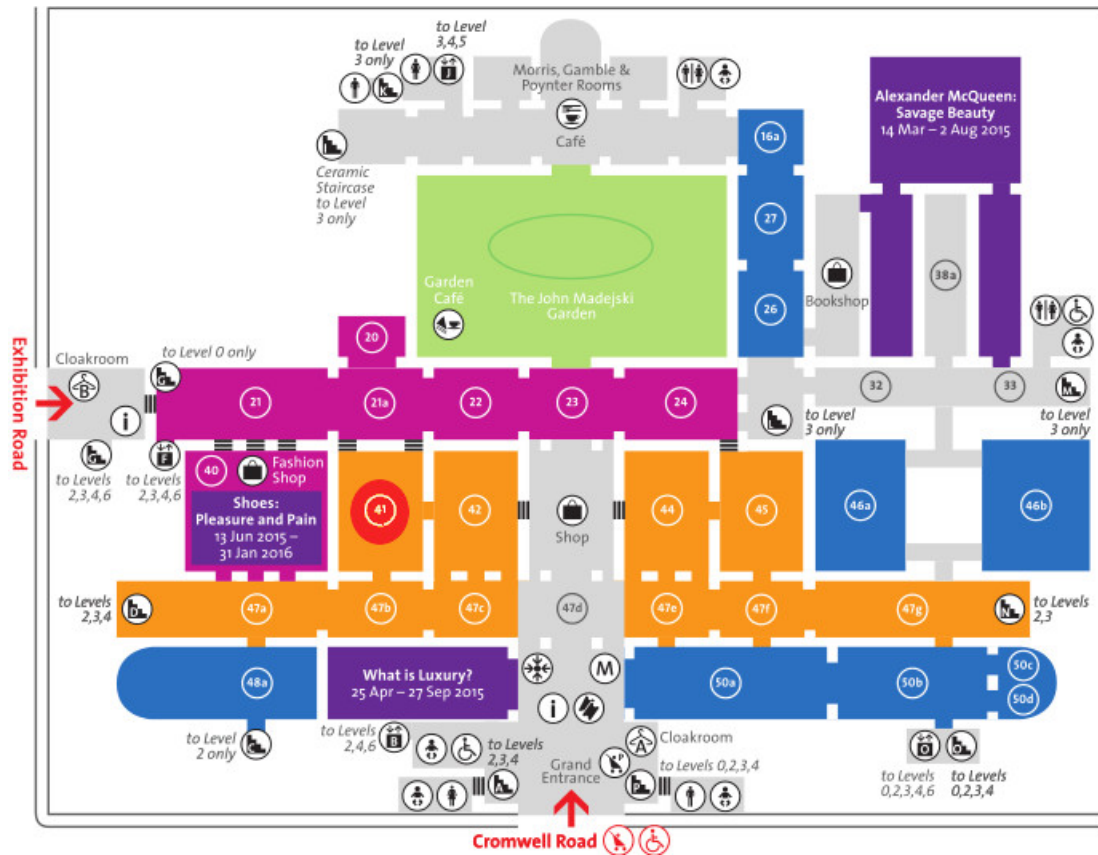 to Level
3,4,5
to Level
3 only
J
K
Morris, Gamble &
Poynter Rooms
Café
Ceramic
Staircase
to Level
3 only
16a
Alexander McQueen:
Savage Beauty
14 Mar – 2 Aug 2015
27
Garden
Café
The John Madejski
Garden
26
Bookshop
38a
Exhibition Road
Cloakroom
B
i
to Level 0 only
G
20
21
21a
22
23
24
L
to Level
3 only
32
33
M
to Level
3 only
G
to Levels
2,3,4,6
F
to Levels
2,3,4,6
40
Fashion
Shop
Shoes:
Pleasure and Pain
13 Jun 2015 –
31 Jan 2016
41
42
Shop
44
45
46a
46b
to Levels
2,3,4
D
47a
47b
47c
47d
47e
47f
47g
N
to Levels
2,3
48a
What is Luxury?
25 Apr – 27 Sep 2015
M
i
50a
50b
50c
50d
to Level
2 only
C
to Levels
2,4,6
B
to Levels
2,3,4
A
Grand
Entrance
P
A
Cloakroom
to Levels 0,2,3,4
P
O
to Levels
0,2,3,4,6
O
to Levels
0,2,3,4
Cromwell Road